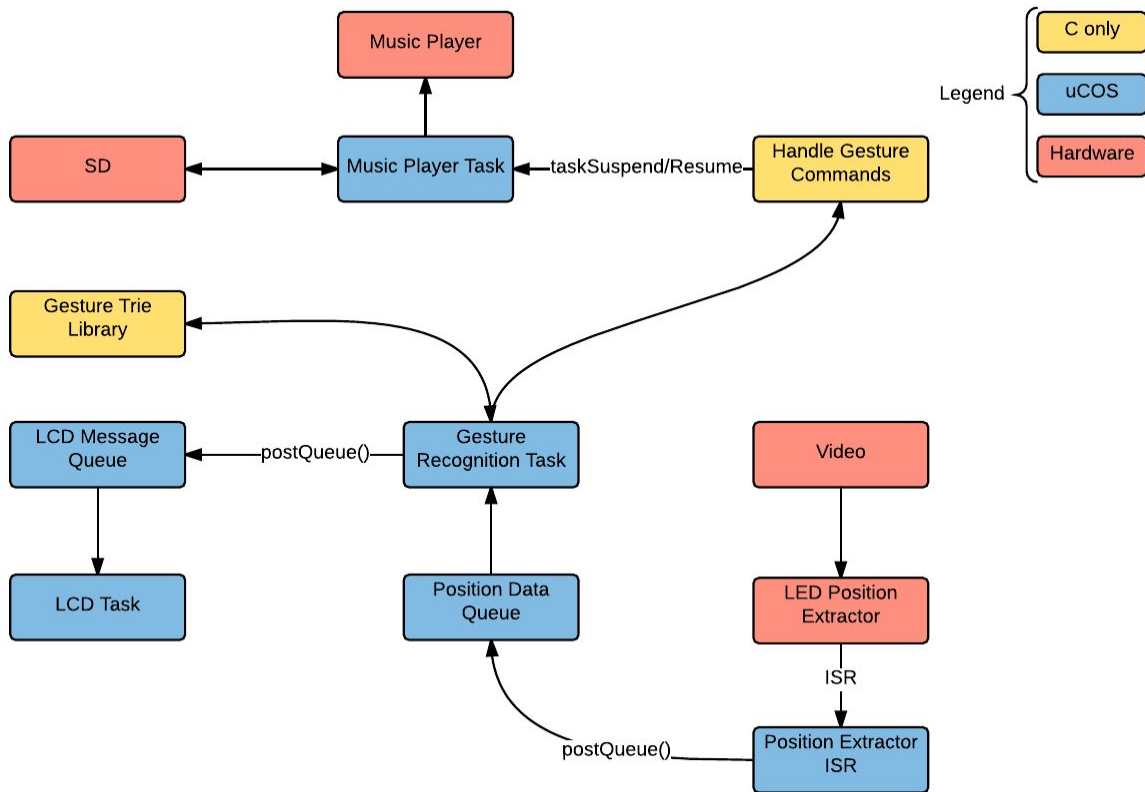 Music Player
C only
Legend
uCOS
Hardware
SD
Music Player Task
taskSuspend/Resume
Handle Gesture
Commands
Gesture Trie
Library
LCD Message
Queue
postQueue()
Gesture
Recognition Task
Video
LCD Task
Position Data
Queue
LED Position
Extractor
ISR
postQueue()
Position Extractor
ISR